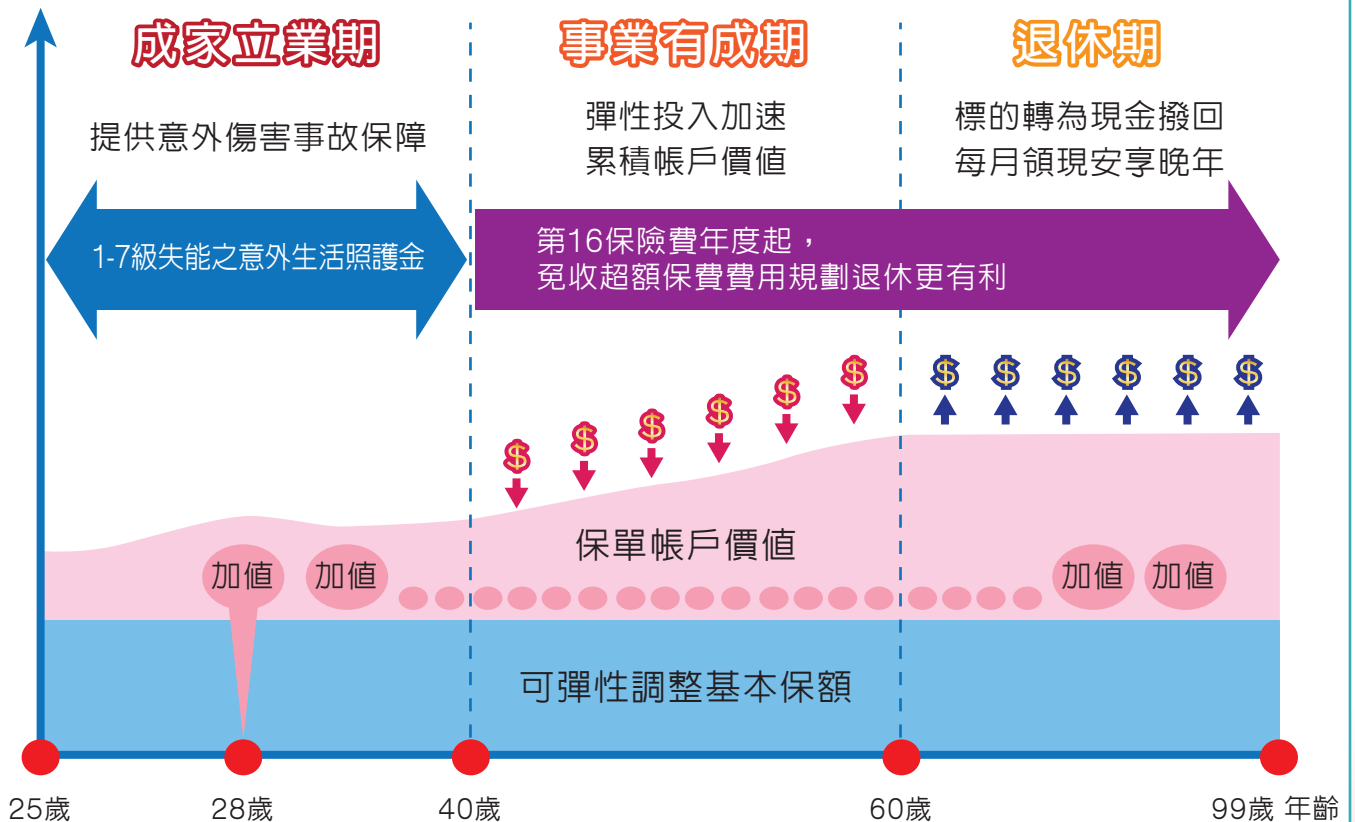 成家立業期
事業有成期
退休期
提供意外傷害事故保障
彈性投入加速
累積帳戶價值
標的轉為現金撥回
每月領現安享晚年
1-7級失能之意外生活照護金
第16保險費年度起，
免收超額保費費用規劃退休更有利
$ $ $ $ $ $
$ $ $ $ $ $
保單帳戶價值
加值
加值
加值
加值
可彈性調整基本保額
25歲
28歲
40歲
60歲
99歲 年齡